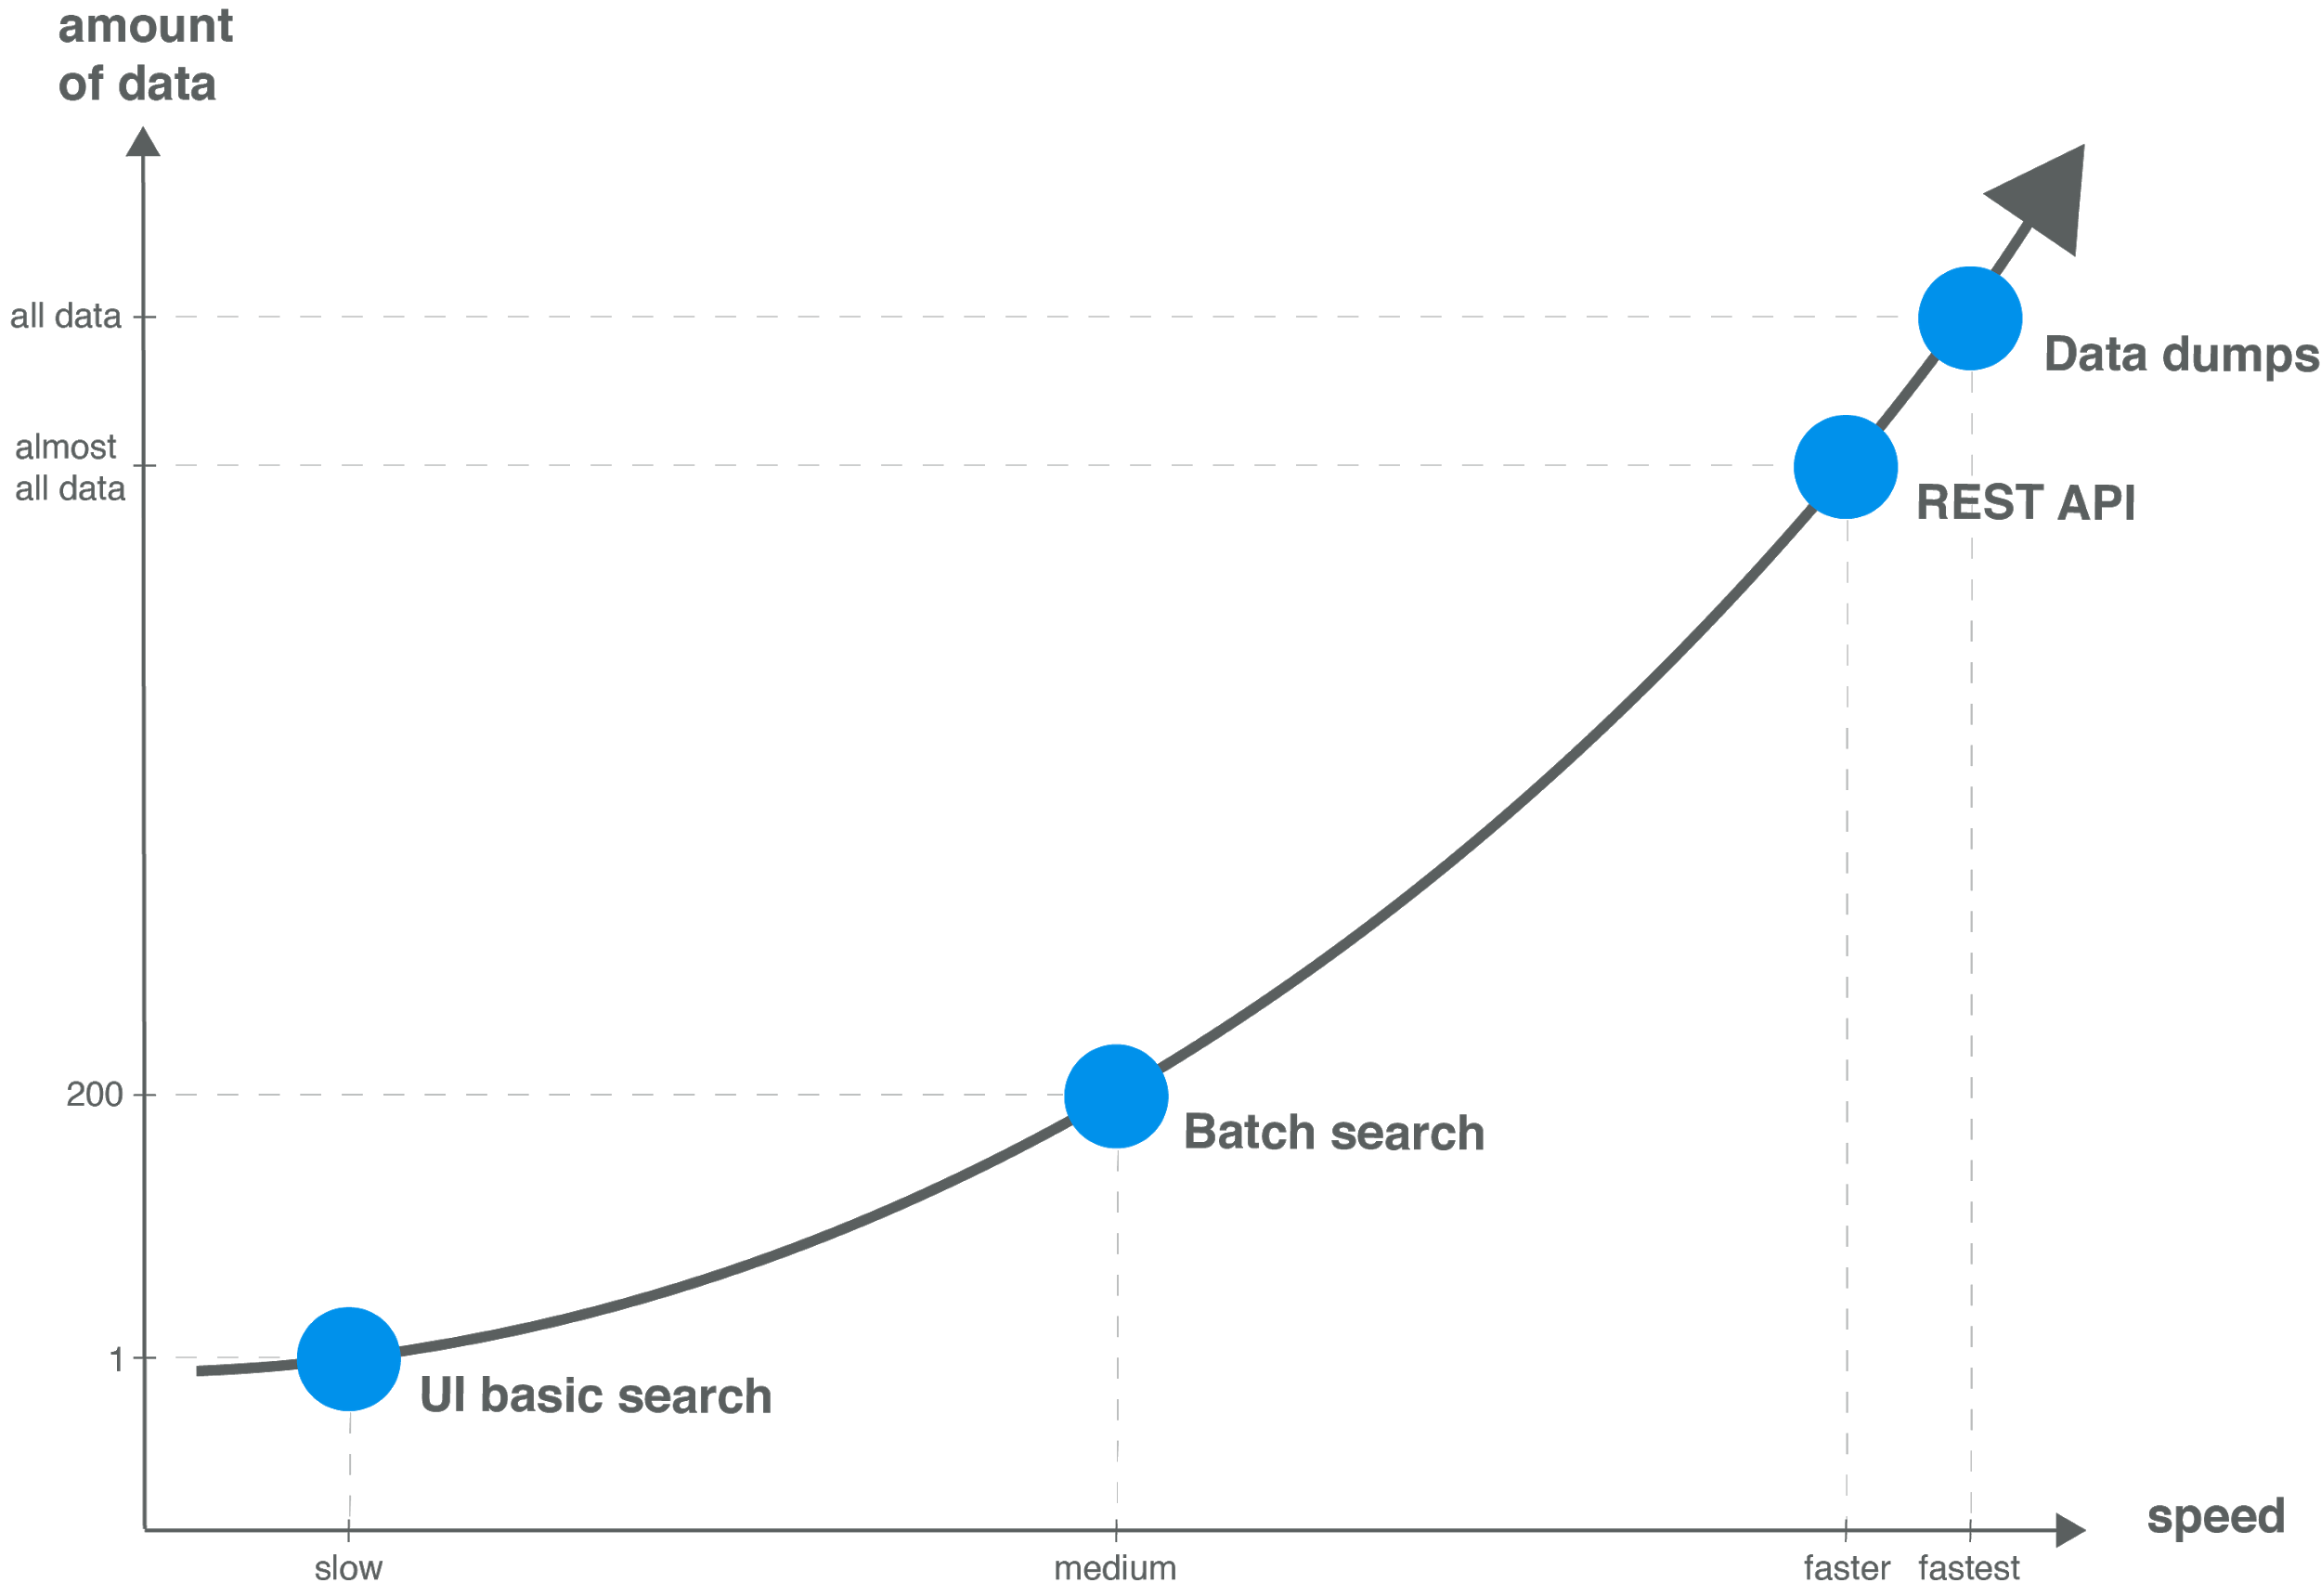 amount
of data
all data
Data dumps
almost
all data
REST API
200
Batch search
1
UI basic search
speed
slow
medium
faster
fastest